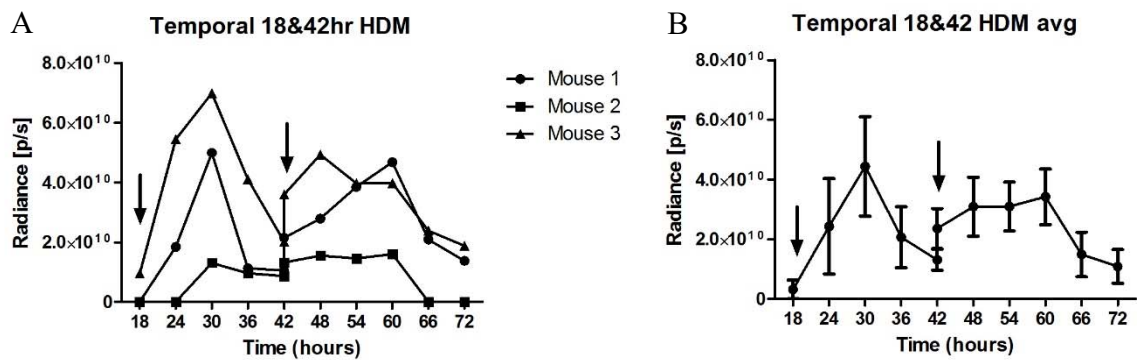 A
Temporal 18&42hr HDM
Radiance [p/s]
8.0×10¹⁰
6.0×10¹⁰
4.0×10¹⁰
2.0×10¹⁰
0
18 24 30 36 42 48 54 60 66 72
Time (hours)
Mouse 1
Mouse 2
Mouse 3
B
Temporal 18&42 HDM avg
Radiance [p/s]
8.0×10¹⁰
6.0×10¹⁰
4.0×10¹⁰
2.0×10¹⁰
0
18 24 30 36 42 48 54 60 66 72
Time (hours)